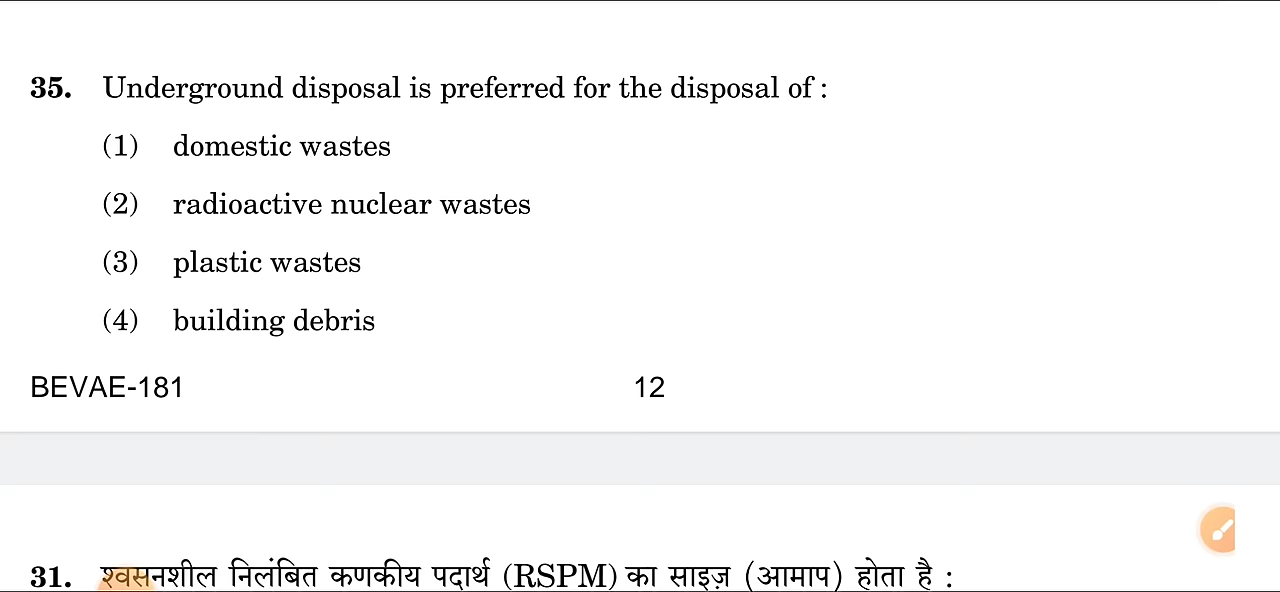 35. Underground disposal is preferred for the disposal of :
(1) domestic wastes
(2) radioactive nuclear wastes
(3) plastic wastes
(4) building debris
BEVAE-181 12
31. श्वसनशील निलंबित कणकीय पदार्थ (RSPM) का साइज़ (आमाप) होता है :